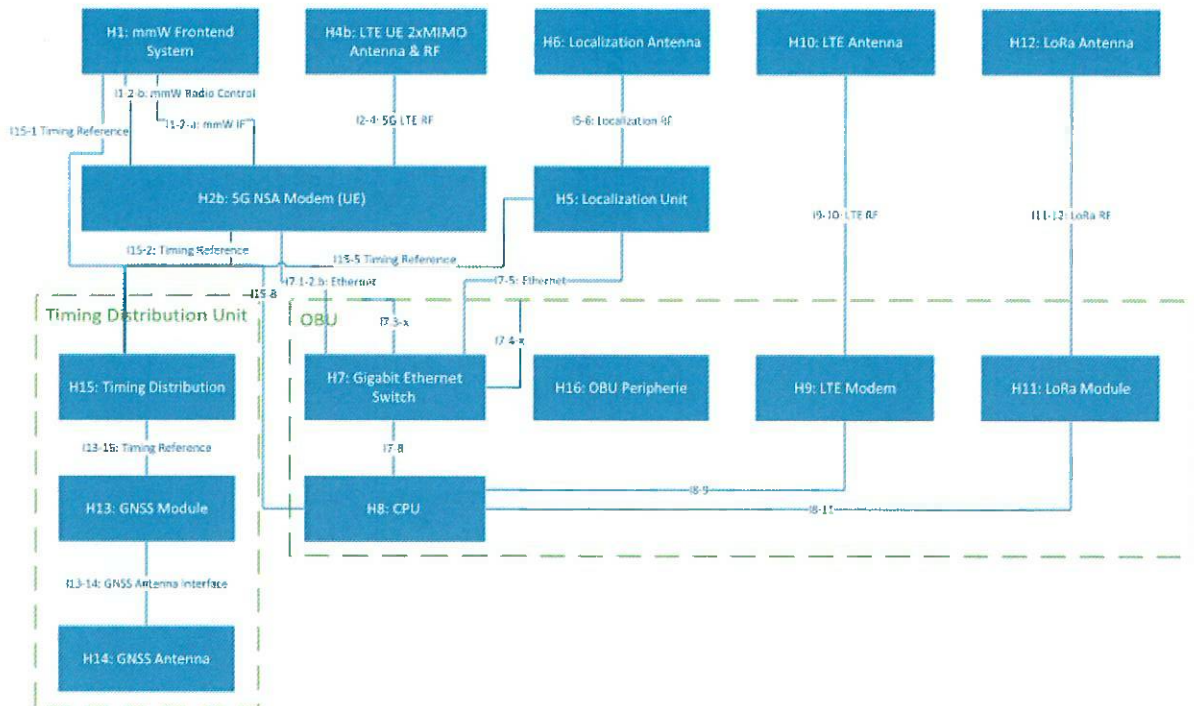 H1: mmW Frontend
System
H4b: LTE UE 2xMIMO
Antenna & RF
H6: Localization Antenna
H10: LTE Antenna
H12: LoRa Antenna
I1-2-b: mmW Radio Control
I15-1 Timing Reference
I1-2-a: mmW IF
I2-4: 5G LTE RF
I5-6: Localization RF
H2b: 5G NSA Modem (UE)
H5: Localization Unit
I9-10: LTE RF
I11-12: LoRa RF
I15-2: Timing Reference
I15-5 Timing Reference
I7.1-2.b: Ethernet
I7-5: Ethernet
I15-8
Timing Distribution Unit
OBU
I7.3-x
I7.4-x
H15: Timing Distribution
H7: Gigabit Ethernet
Switch
H16: OBU Peripherie
H9: LTE Modem
H11: LoRa Module
I13-15: Timing Reference
I7-8
I8-9
H13: GNSS Module
H8: CPU
I8-11
I13-14: GNSS Antenna Interface
H14: GNSS Antenna